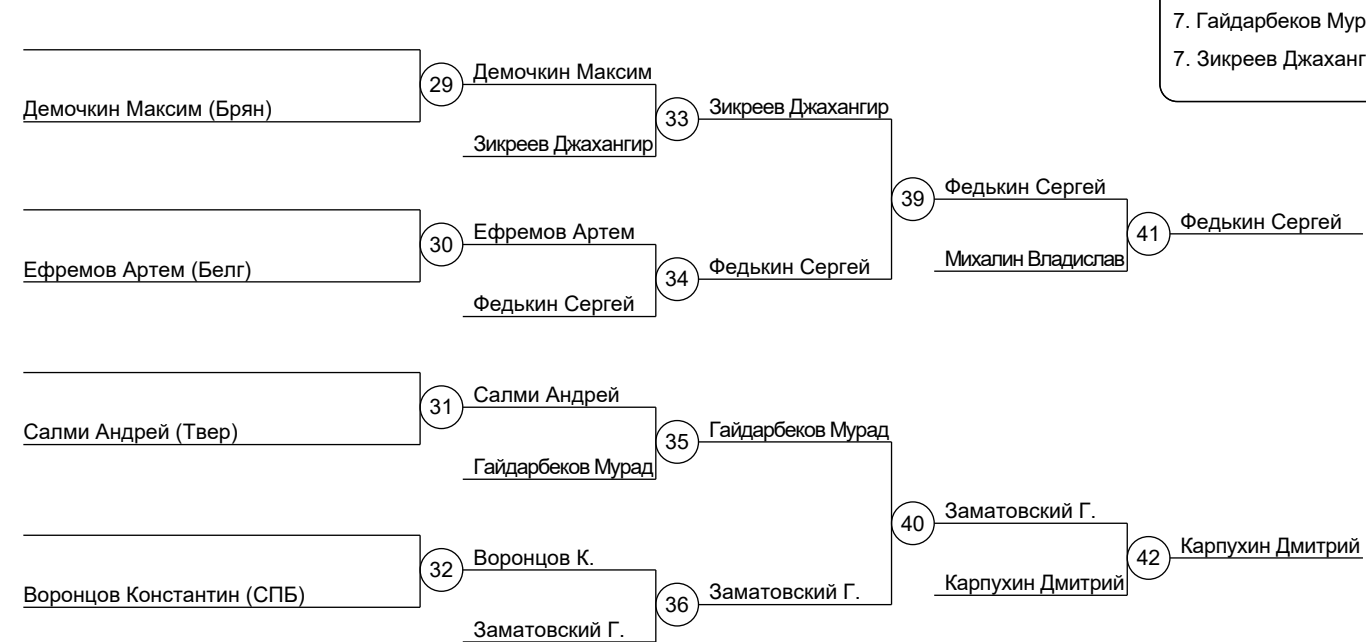 7. Гайдарбеков Мур
7. Зикреев Джаханг
29
Демочкин Максим
Демочкин Максим (Брян)
33
Зикреев Джахангир
Зикреев Джахангир
39
Федькин Сергей
30
Ефремов Артем
41
Федькин Сергей
Ефремов Артем (Белг)
34
Федькин Сергей
Михалин Владислав
Федькин Сергей
31
Салми Андрей
Салми Андрей (Твер)
35
Гайдарбеков Мурад
Гайдарбеков Мурад
40
Заматовский Г.
32
Воронцов К.
42
Карпухин Дмитрий
Воронцов Константин (СПБ)
36
Заматовский Г.
Карпухин Дмитрий
Заматовский Г.